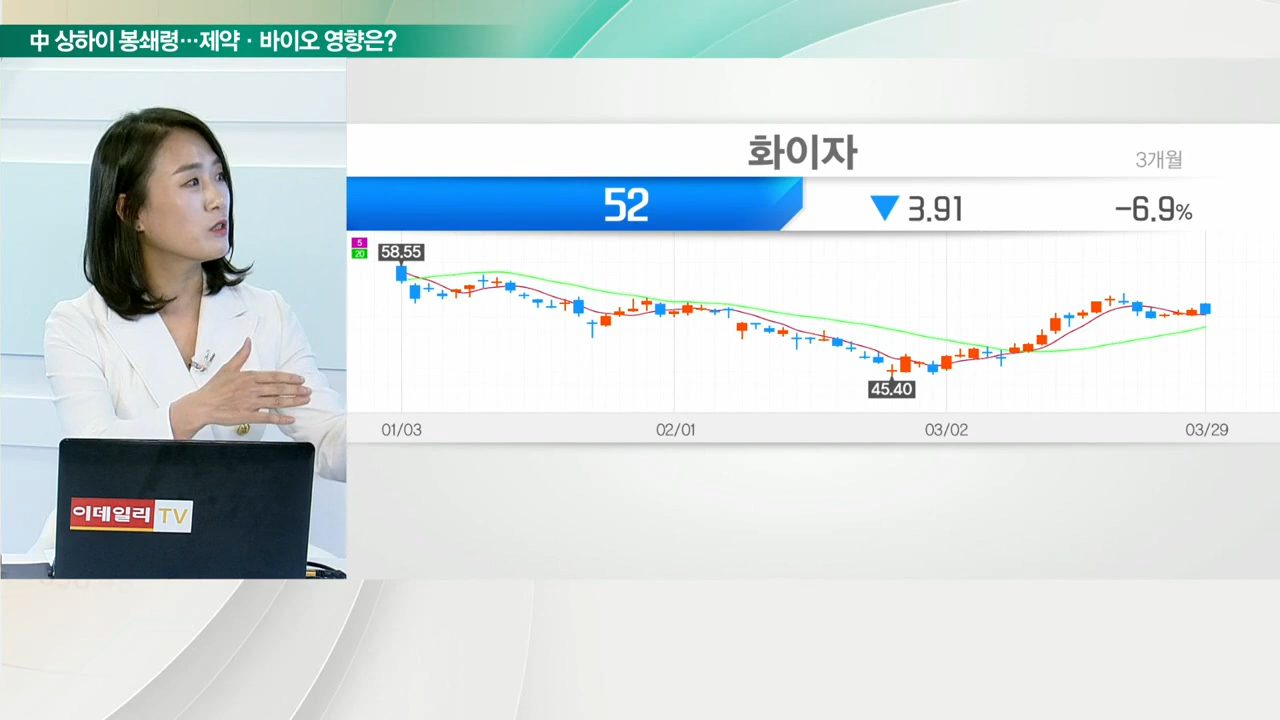 中 상하이 봉쇄령…제약 · 바이오 영향은?
화이자
3개월
52
▼ 3.91
-6.9%
5
20
58.55
45.40
01/03
02/01
03/02
03/29
이데일리 TV